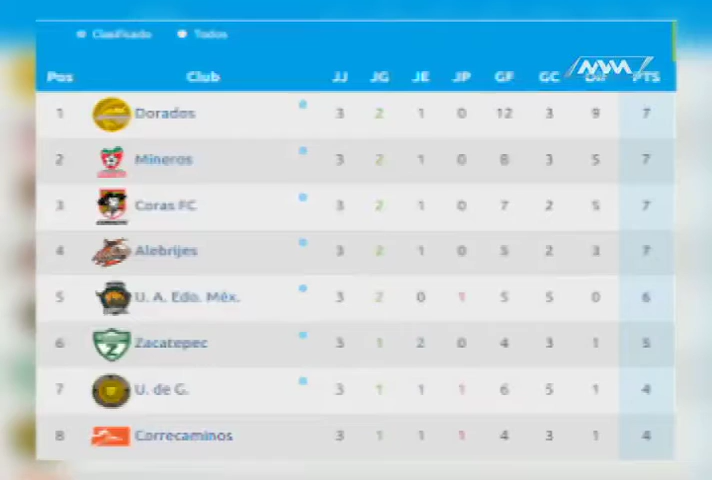 Clasificado Todos
Pos Club JJ JG JE JP GF GC Dif PTS
1 Dorados 3 2 1 0 12 3 9 7
2 Mineros 3 2 1 0 8 3 5 7
3 Coras FC 3 2 1 0 7 2 5 7
4 Alebrijes 3 2 1 0 5 2 3 7
5 U. A. Edo. Méx. 3 2 0 1 5 5 0 6
6 Zacatepec 3 1 2 0 4 3 1 5
7 U. de G. 3 1 1 1 6 5 1 4
8 Correcaminos 3 1 1 1 4 3 1 4